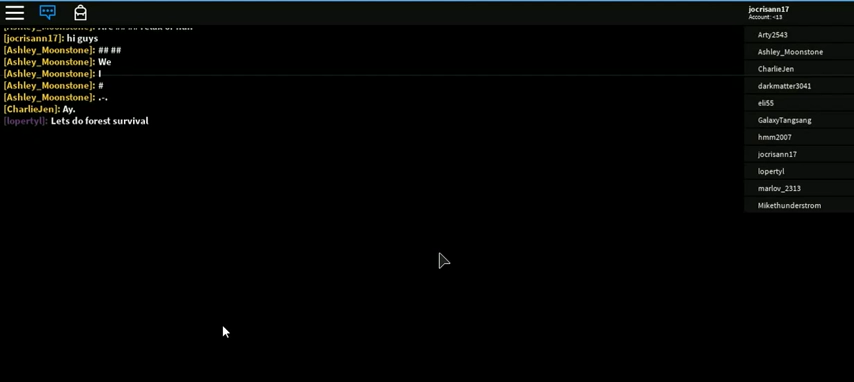 jocrisann17
Account: <13
[jocrisann17]: hi guys
[Ashley_Moonstone]: ## ##
[Ashley_Moonstone]: We
[Ashley_Moonstone]: I
[Ashley_Moonstone]: #
[Ashley_Moonstone]: .-.
[CharlieJen]: Ay.
[lopertyl]: Lets do forest survival
Arty2543
Ashley_Moonstone
CharlieJen
darkmatter3041
eli55
GalaxyTangsang
hmm2007
jocrisann17
lopertyl
marlov_2313
Mikethunderstrom